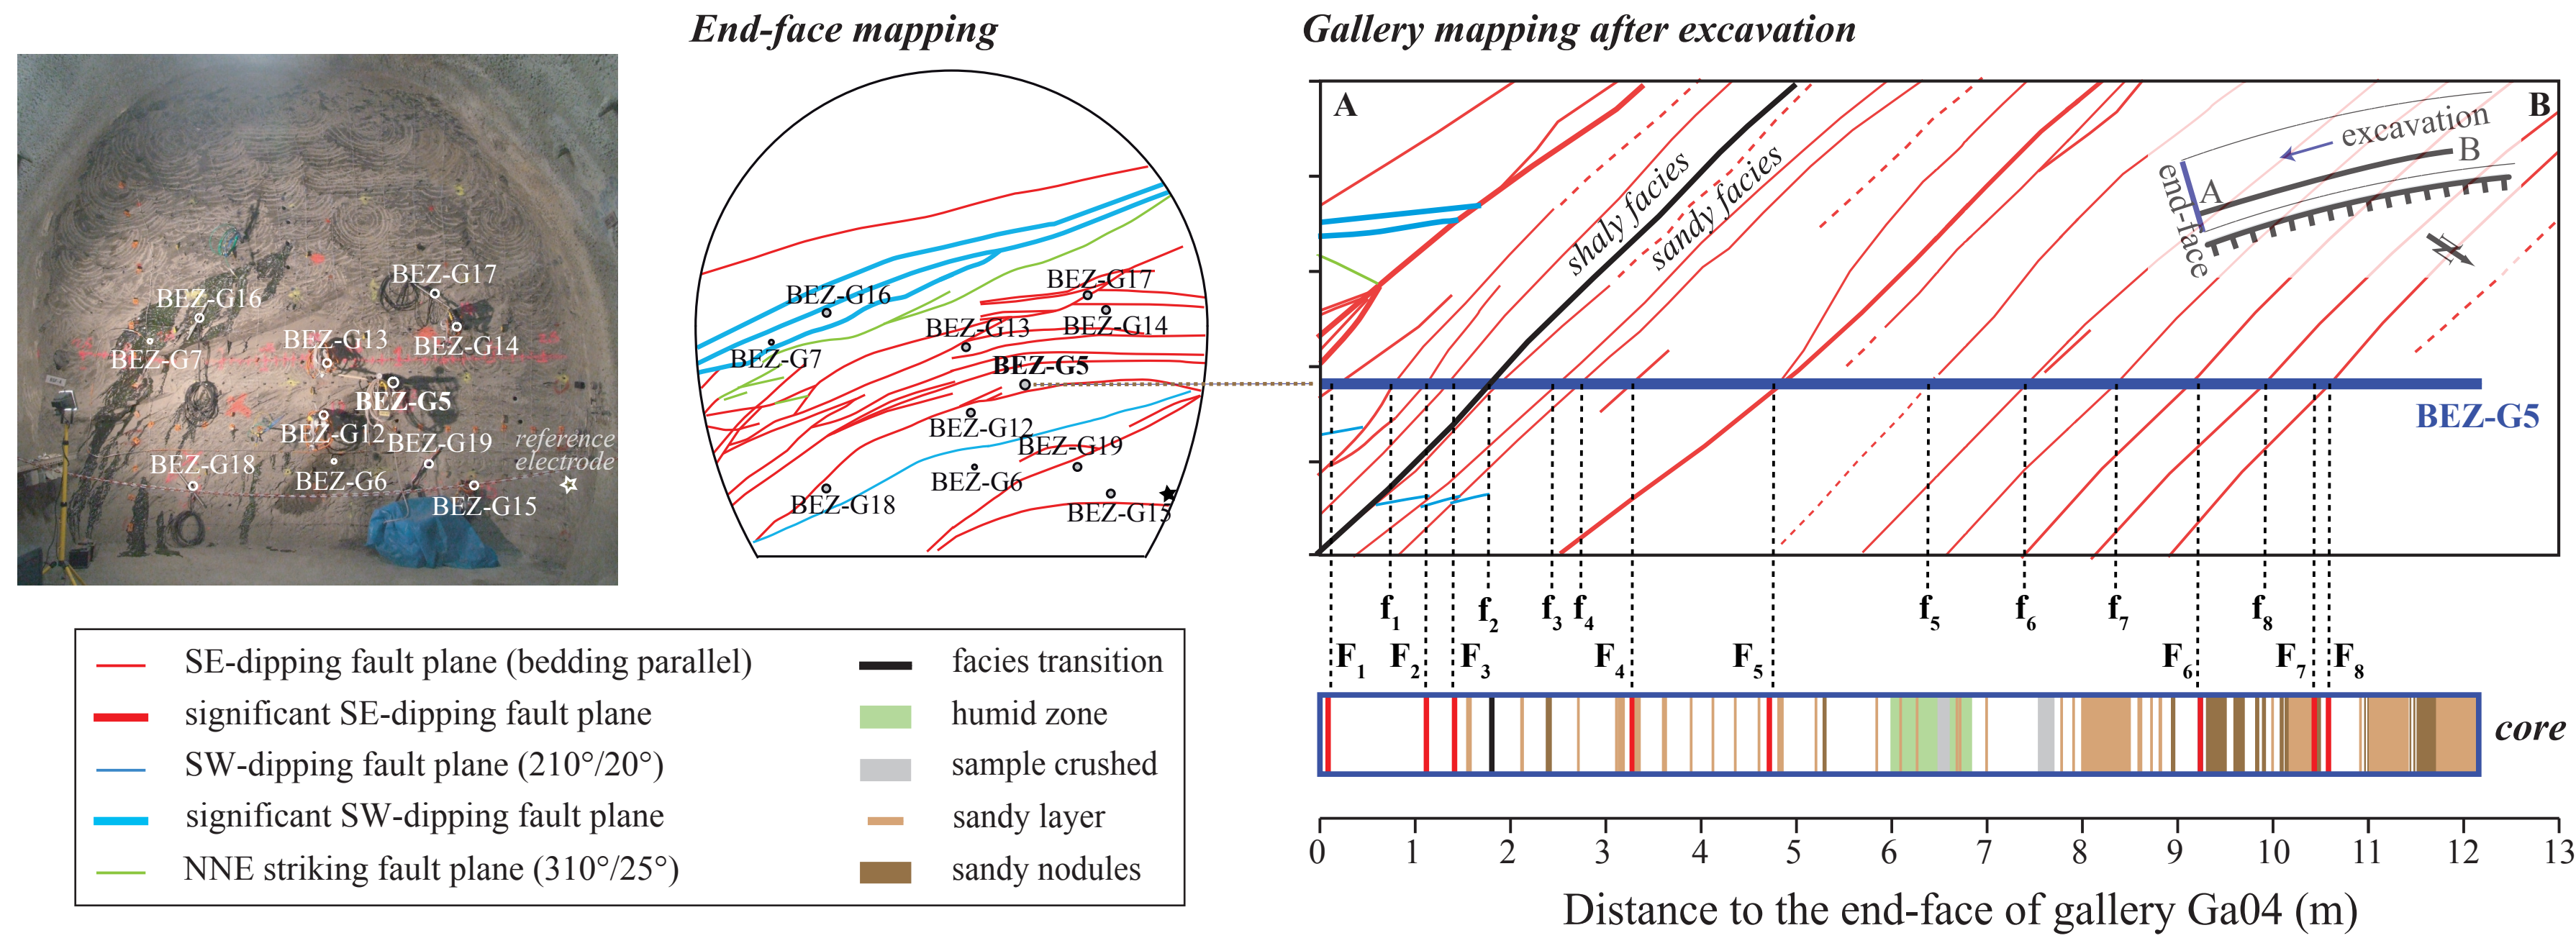 End-face mapping
Gallery mapping after excavation
BEZ-G17
BEZ-G16
BEZ-G13
BEZ-G14
BEZ-G7
BEZ-G5
BEZ-G12
BEZ-G19
reference
electrode
BEZ-G18
BEZ-G6
BEZ-G15
BEZ-G17
BEZ-G16
BEZ-G13
BEZ-G14
BEZ-G7
BEZ-G5
BEZ-G12
BEZ-G19
BEZ-G6
BEZ-G18
BEZ-G15
A
B
excavation
B
A
end-face
N
shaly facies
sandy facies
BEZ-G5
f1 f2 f3 f4 f5 f6 f7 f8
F1 F2 F3 F4 F5 F6 F7 F8
core
0 1 2 3 4 5 6 7 8 9 10 11 12 13
Distance to the end-face of gallery Ga04 (m)
SE-dipping fault plane (bedding parallel)
significant SE-dipping fault plane
SW-dipping fault plane (210°/20°)
significant SW-dipping fault plane
NNE striking fault plane (310°/25°)
facies transition
humid zone
sample crushed
sandy layer
sandy nodules